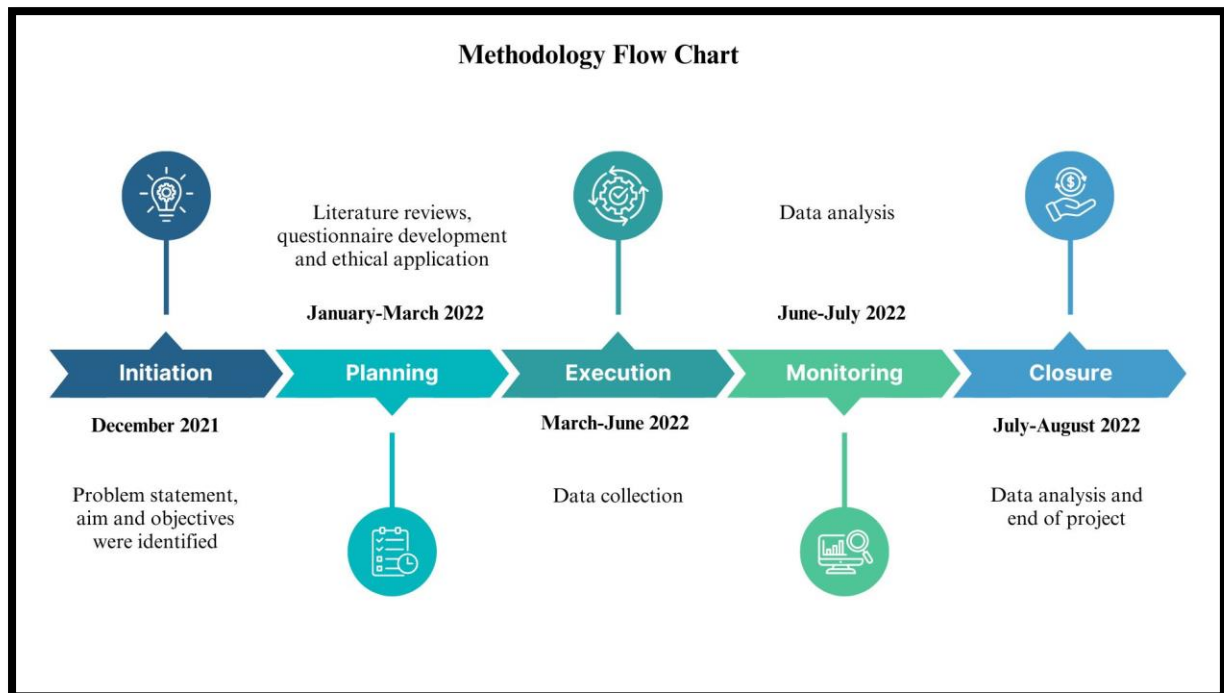 Methodology Flow Chart
Literature reviews,
questionnaire development
and ethical application
Data analysis
January-March 2022
June-July 2022
Initiation
Planning
Execution
Monitoring
Closure
December 2021
March-June 2022
July-August 2022
Problem statement,
aim and objectives
were identified
Data collection
Data analysis and
end of project